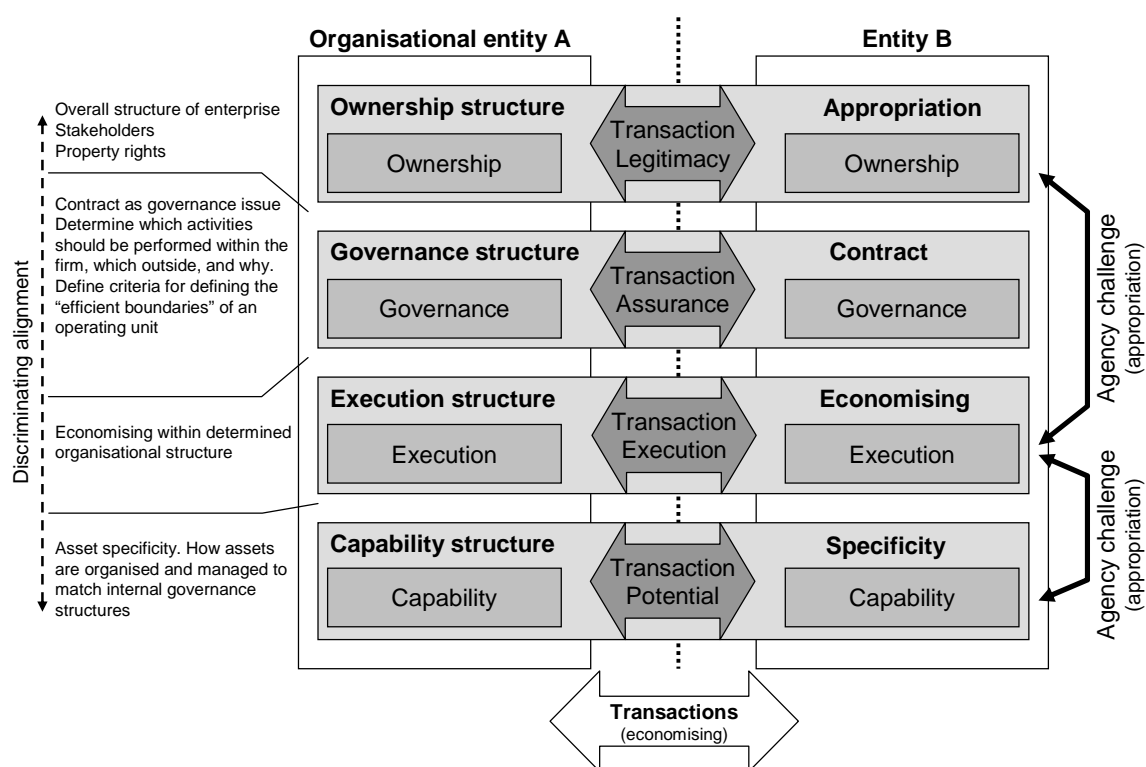 Organisational entity A
Entity B
Overall structure of enterprise
Stakeholders
Property rights
Ownership structure
Ownership
Transaction
Legitimacy
Appropriation
Ownership
Contract as governance issue
Determine which activities
should be performed within the
firm, which outside, and why.
Define criteria for defining the
“efficient boundaries” of an
operating unit
Governance structure
Governance
Transaction
Assurance
Contract
Governance
Economising within determined
organisational structure
Execution structure
Execution
Transaction
Execution
Economising
Execution
Asset specificity. How assets
are organised and managed to
match internal governance
structures
Capability structure
Capability
Transaction
Potential
Specificity
Capability
Discriminating alignment
Agency challenge
(appropriation)
Agency challenge
(appropriation)
Transactions
(economising)